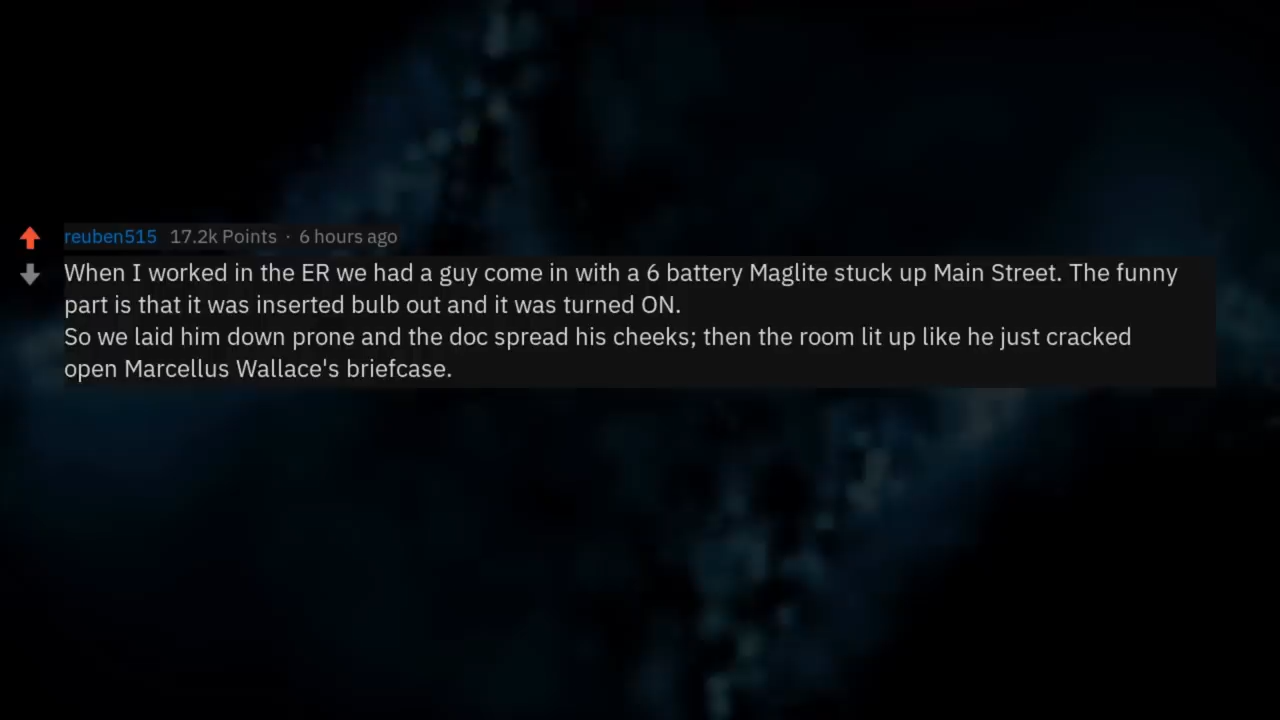 reuben515 17.2k Points · 6 hours ago
When I worked in the ER we had a guy come in with a 6 battery Maglite stuck up Main Street. The funny
part is that it was inserted bulb out and it was turned ON.
So we laid him down prone and the doc spread his cheeks; then the room lit up like he just cracked
open Marcellus Wallace's briefcase.